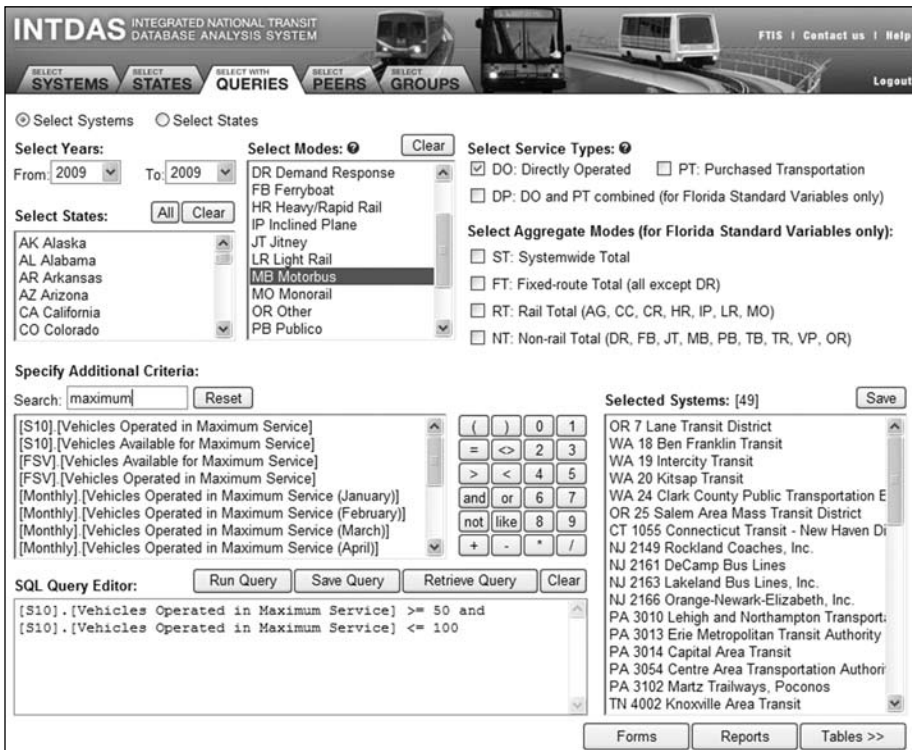 INTDAS INTEGRATED NATIONAL TRANSIT
DATABASE ANALYSIS SYSTEM
FTIS | Contact us | Help
SELECT SYSTEMS
SELECT STATES
SELECT WITH QUERIES
SELECT PEERS
SELECT GROUPS
Logout
Select Systems Select States
Select Years:
From: 2009 To: 2009
Select States: All Clear
AK Alaska
AL Alabama
AR Arkansas
AZ Arizona
CA California
CO Colorado
Select Modes: Clear
DR Demand Response
FB Ferryboat
HR Heavy/Rapid Rail
IP Inclined Plane
JT Jitney
LR Light Rail
MB Motorbus
MO Monorail
OR Other
PB Publico
Select Service Types:
DO: Directly Operated PT: Purchased Transportation
DP: DO and PT combined (for Florida Standard Variables only)
Select Aggregate Modes (for Florida Standard Variables only):
ST: Systemwide Total
FT: Fixed-route Total (all except DR)
RT: Rail Total (AG, CC, CR, HR, IP, LR, MO)
NT: Non-rail Total (DR, FB, JT, MB, PB, TB, TR, VP, OR)
Specify Additional Criteria:
Search: maximum Reset
[S10].[Vehicles Operated in Maximum Service]
[S10].[Vehicles Available for Maximum Service]
[FSV].[Vehicles Available for Maximum Service]
[FSV].[Vehicles Operated in Maximum Service]
[Monthly].[Vehicles Operated in Maximum Service (January)]
[Monthly].[Vehicles Operated in Maximum Service (February)]
[Monthly].[Vehicles Operated in Maximum Service (March)]
[Monthly].[Vehicles Operated in Maximum Service (April)]
( ) 0 1
= <> 2 3
> < 4 5
and or 6 7
not like 8 9
+ - * /
SQL Query Editor: Run Query Save Query Retrieve Query Clear
[S10].[Vehicles Operated in Maximum Service] >= 50 and
[S10].[Vehicles Operated in Maximum Service] <= 100
Selected Systems: [49] Save
OR 7 Lane Transit District
WA 18 Ben Franklin Transit
WA 19 Intercity Transit
WA 20 Kitsap Transit
WA 24 Clark County Public Transportation E
OR 25 Salem Area Mass Transit District
CT 1055 Connecticut Transit - New Haven Di
NJ 2149 Rockland Coaches, Inc.
NJ 2161 DeCamp Bus Lines
NJ 2163 Lakeland Bus Lines, Inc.
NJ 2166 Orange-Newark-Elizabeth, Inc.
PA 3010 Lehigh and Northampton Transporta
PA 3013 Erie Metropolitan Transit Authority
PA 3014 Capital Area Transit
PA 3054 Centre Area Transportation Authori
PA 3102 Martz Trailways, Poconos
TN 4002 Knoxville Area Transit
Forms Reports Tables >>